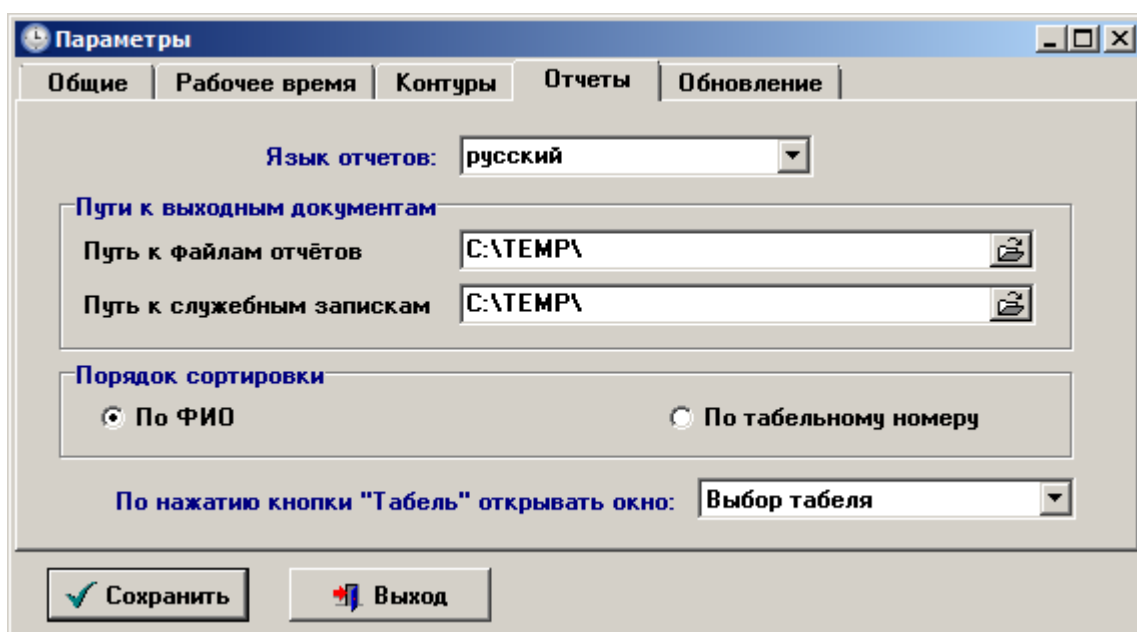 Параметры
Общие Рабочее время Контуры Отчеты Обновление
Язык отчетов: русский
Пути к выходным документам
Путь к файлам отчётов C:\TEMP\
Путь к служебным запискам C:\TEMP\
Порядок сортировки
По ФИО По табельному номеру
По нажатию кнопки "Табель" открывать окно: Выбор табеля
Сохранить Выход